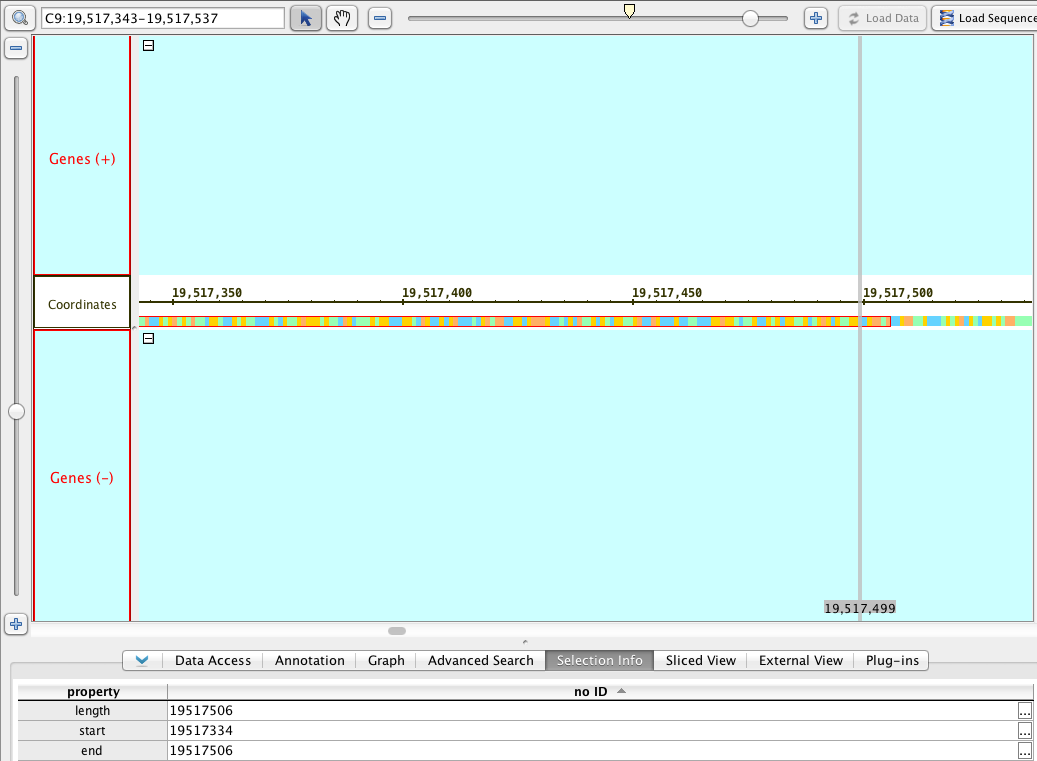 C9:19,517,343-19,517,537
Load Data
Load Sequence
Genes (+)
Coordinates
19,517,350 19,517,400 19,517,450 19,517,500
Genes (-)
19,517,499
Data Access Annotation Graph Advanced Search Selection Info Sliced View External View Plug-ins
property no ID
length 19517506 ...
start 19517334 ...
end 19517506 ...